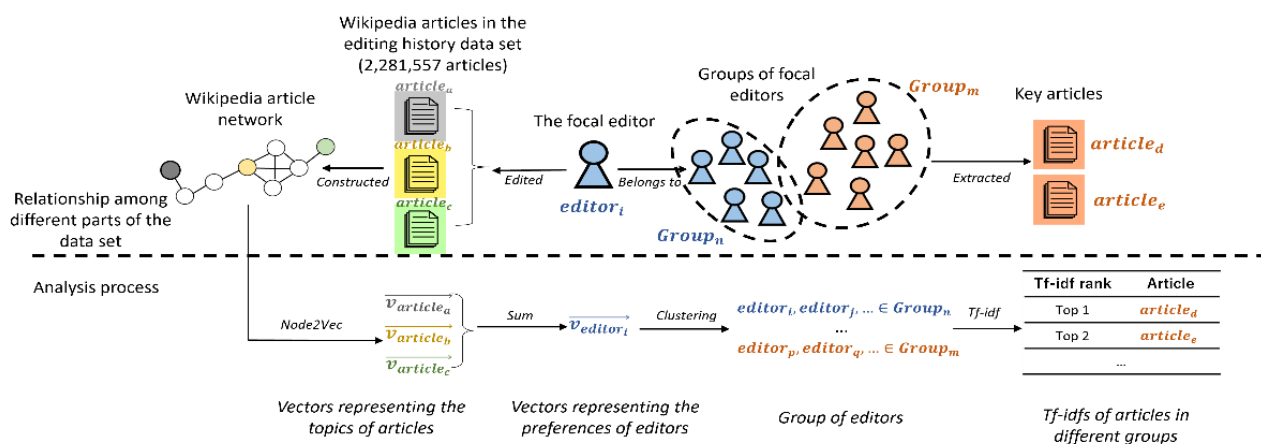 Wikipedia articles in the
editing history data set
(2,281,557 articles)
article_a
article_b
article_c
Wikipedia article
network
Constructed
Relationship among
different parts of the
data set
The focal editor
Edited
Belongs to
editor_i
Groups of focal
editors
Group_m
Group_n
Extracted
Key articles
article_d
article_e
Analysis process
Node2Vec
v_article_a
v_article_b
v_article_c
Sum
v_editor_i
Clustering
editor_i, editor_j, … ∈ Group_n
…
editor_p, editor_q, … ∈ Group_m
Tf-idf
Tf-idf rank Article
Top 1 article_d
Top 2 article_e
…
Vectors representing the
topics of articles
Vectors representing the
preferences of editors
Group of editors
Tf-idfs of articles in
different groups